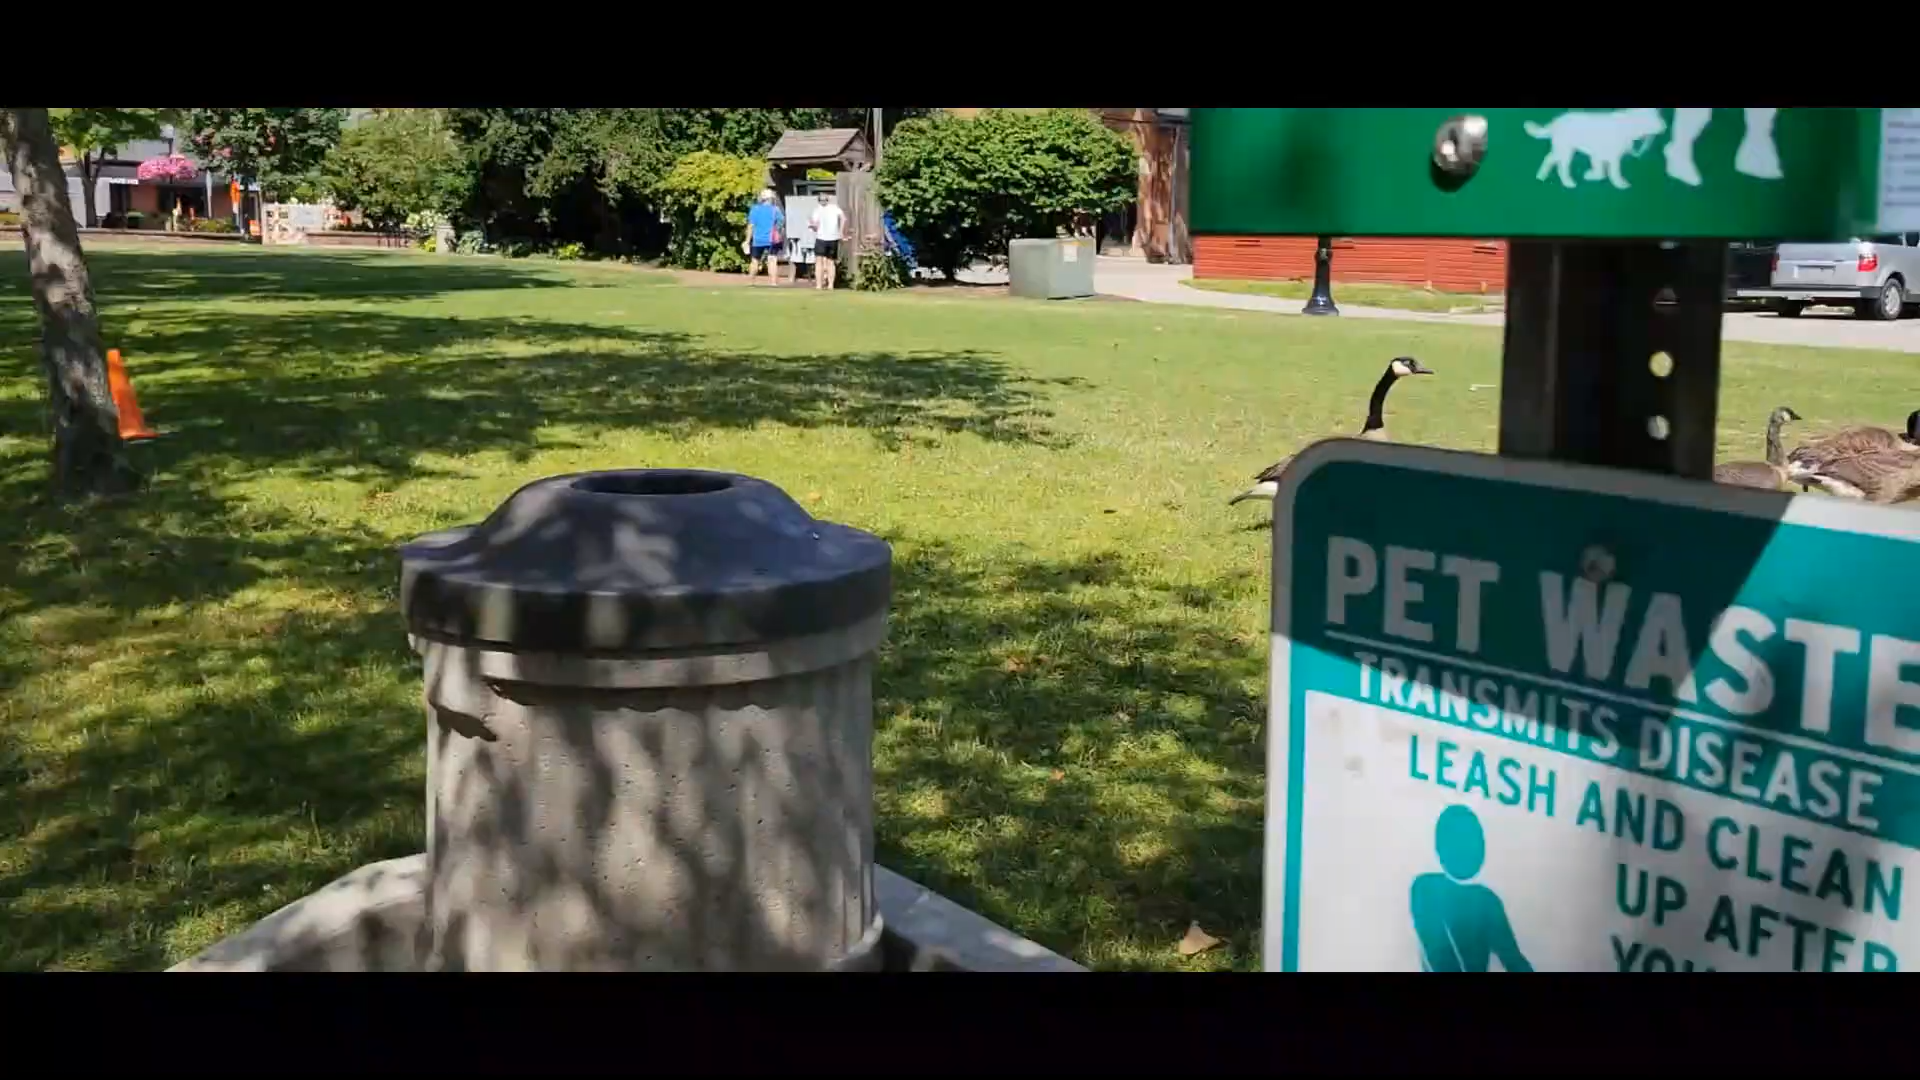 PET WASTE
TRANSMITS DISEASE
LEASH AND CLEAN
UP AFTER